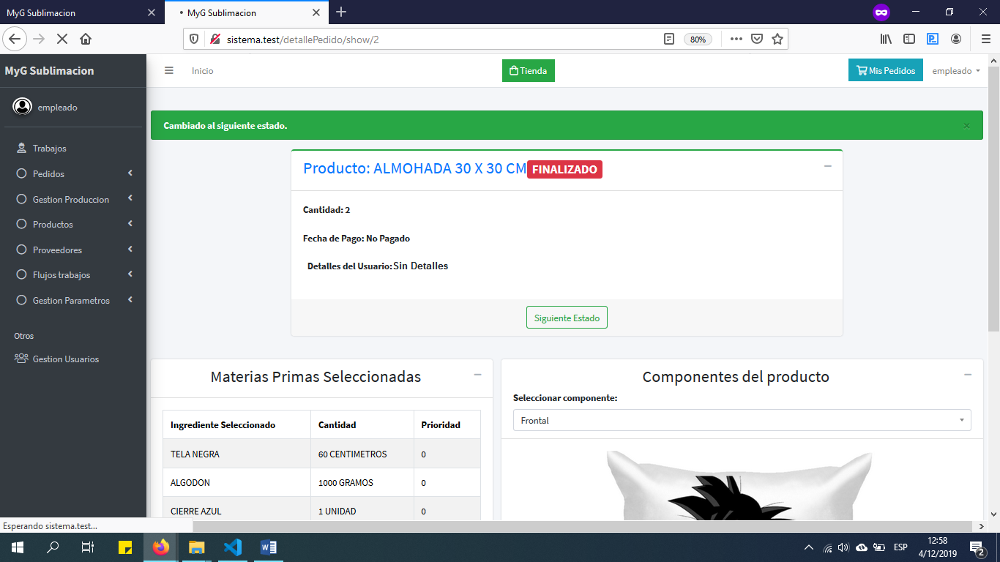 MyG Sublimacion
MyG Sublimacion
sistema.test/detallePedido/show/2
80%
MyG Sublimacion
Inicio
Tienda
Mis Pedidos
empleado
empleado
Cambiado al siguiente estado.
×
Trabajos
Pedidos
Gestion Produccion
Productos
Proveedores
Flujos trabajos
Gestion Parametros
Otros
Gestion Usuarios
Producto: ALMOHADA 30 X 30 CM FINALIZADO
Cantidad: 2
Fecha de Pago: No Pagado
Detalles del Usuario: Sin Detalles
Siguiente Estado
Materias Primas Seleccionadas
Ingrediente Seleccionado Cantidad Prioridad
TELA NEGRA 60 CENTIMETROS 0
ALGODON 1000 GRAMOS 0
CIERRE AZUL 1 UNIDAD 0
Componentes del producto
Seleccionar componente:
Frontal
Esperando sistema.test...
ESP
12:58
4/12/2019
2